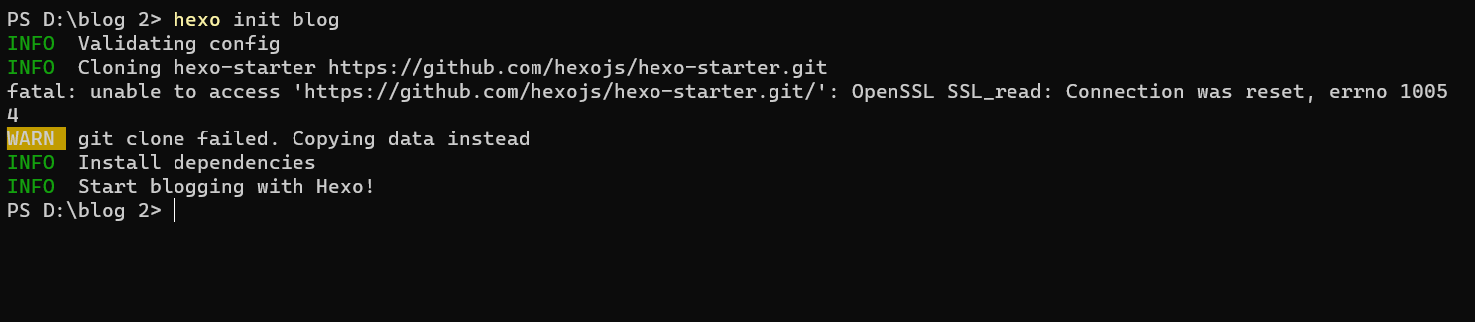 PS D:\blog 2> hexo init blog
INFO  Validating config
INFO  Cloning hexo-starter https://github.com/hexojs/hexo-starter.git
fatal: unable to access 'https://github.com/hexojs/hexo-starter.git/': OpenSSL SSL_read: Connection was reset, errno 1005
4
WARN  git clone failed. Copying data instead
INFO  Install dependencies
INFO  Start blogging with Hexo!
PS D:\blog 2>